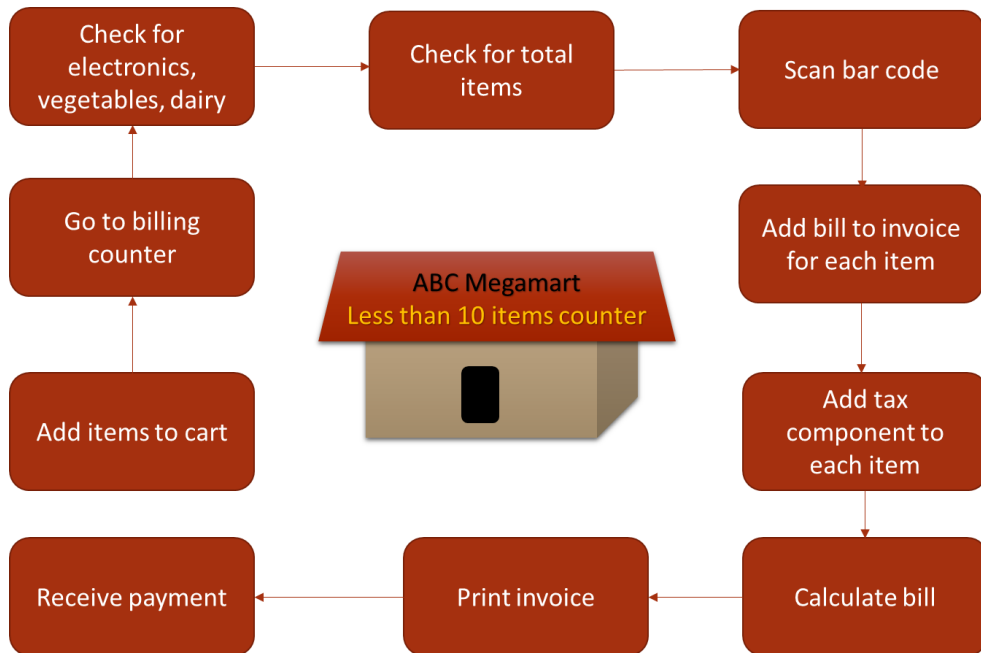 Check for
electronics,
vegetables, dairy
Check for total
items
Scan bar code
Go to billing
counter
Add bill to invoice
for each item
ABC Megamart
Less than 10 items counter
Add items to cart
Add tax
component to
each item
Receive payment
Print invoice
Calculate bill